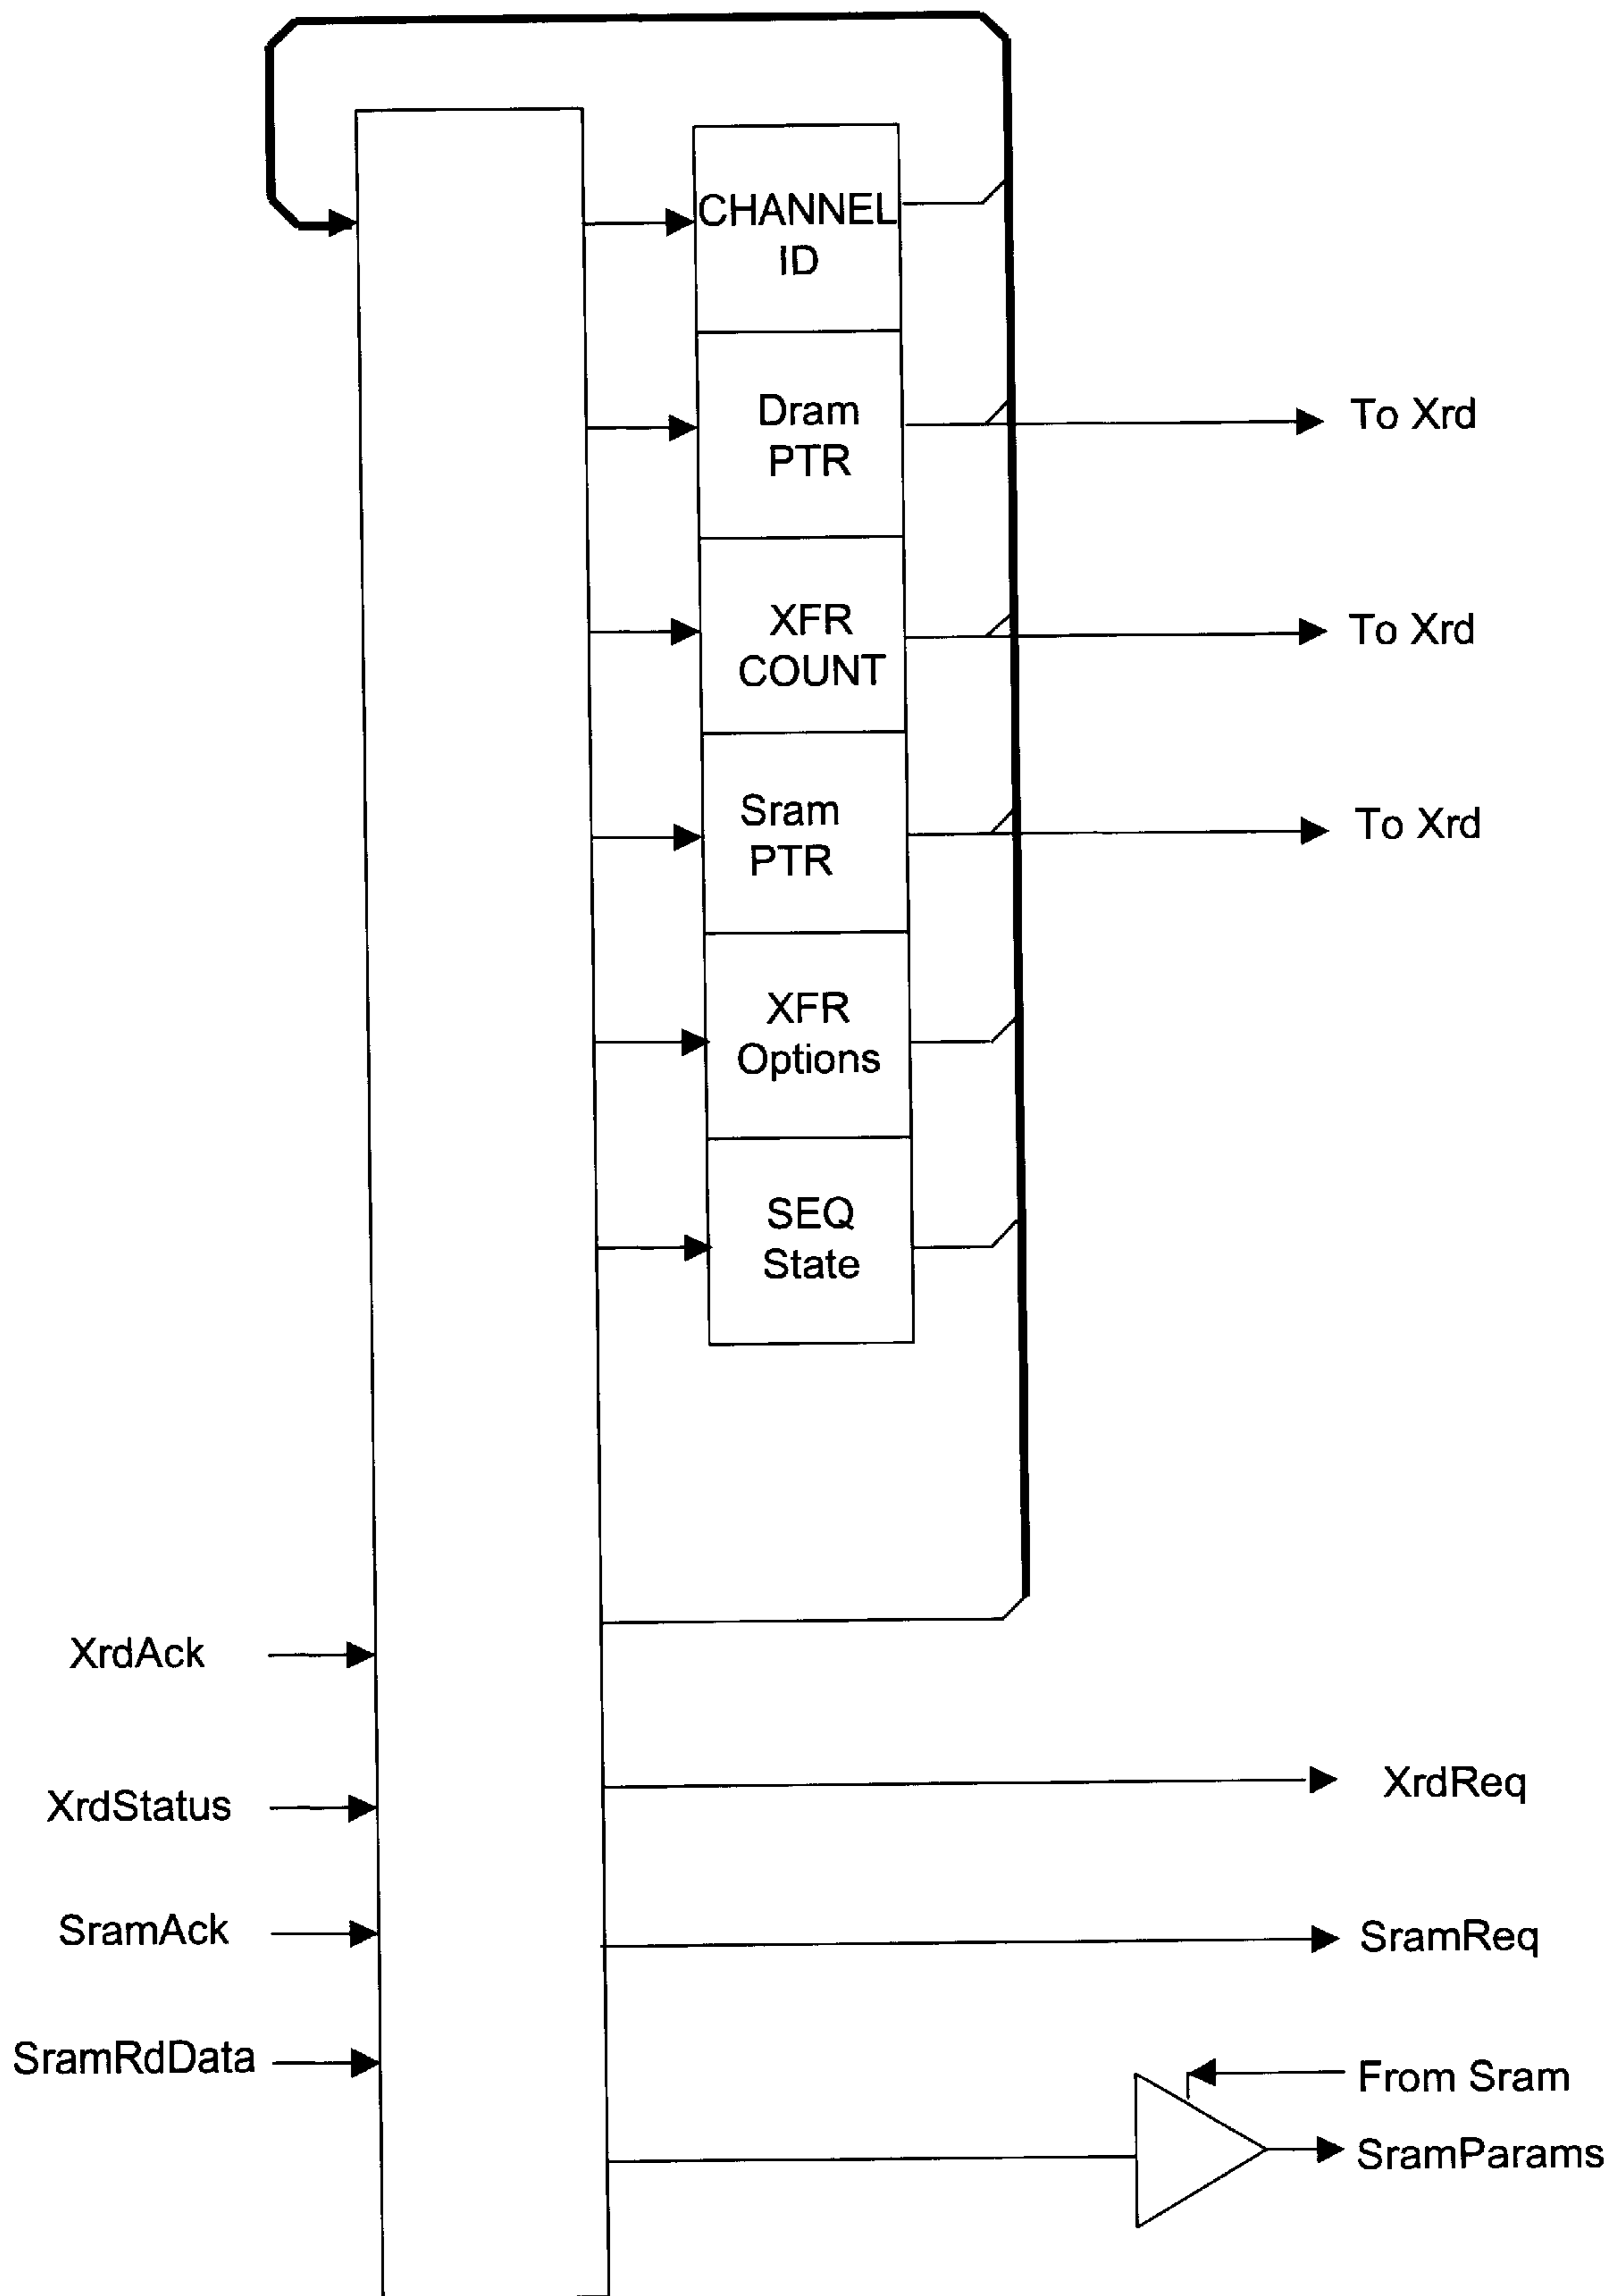 CHANNEL
ID
Dram
PTR
To Xrd
XFR
COUNT
To Xrd
Sram
PTR
To Xrd
XFR
Options
SEQ
State
XrdAck
XrdStatus
XrdReq
SramAck
SramReq
SramRdData
From Sram
SramParams